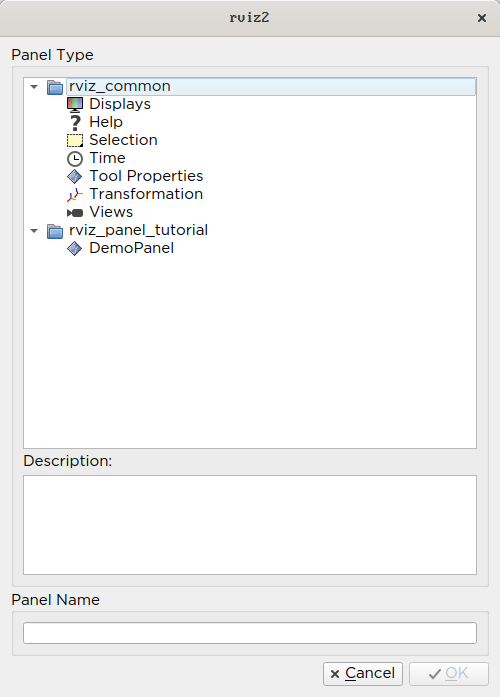 rviz2
Panel Type
rviz_common
Displays
Help
Selection
Time
Tool Properties
Transformation
Views
rviz_panel_tutorial
DemoPanel
Description:
Panel Name
Cancel
OK